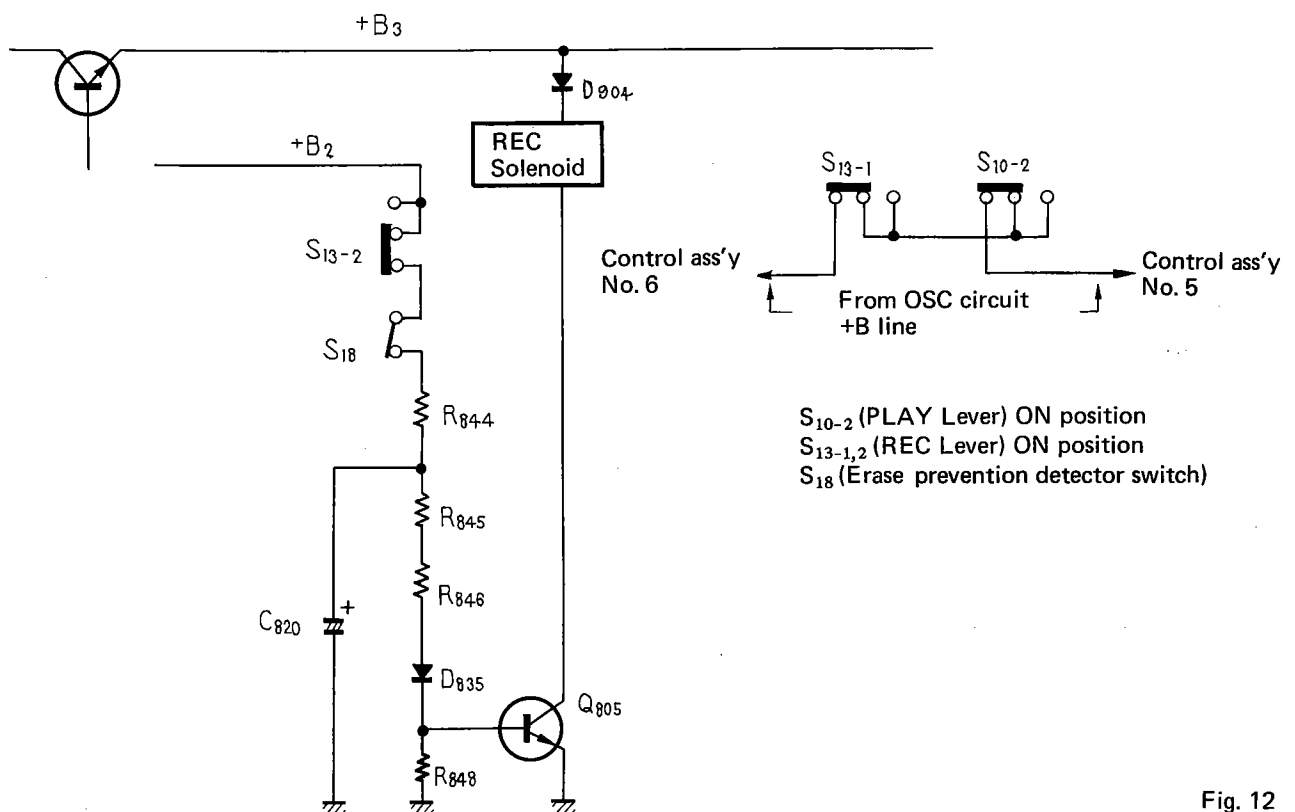 +B3
D904
REC
Solenoid
+B2
S13-2
S18
R844
R845
R846
C820
+
D835
Q805
R848
S13-1
S10-2
Control ass'y
No. 6
From OSC circuit
+B line
Control ass'y
No. 5
S10-2 (PLAY Lever) ON position
S13-1,2 (REC Lever) ON position
S18 (Erase prevention detector switch)
Fig. 12